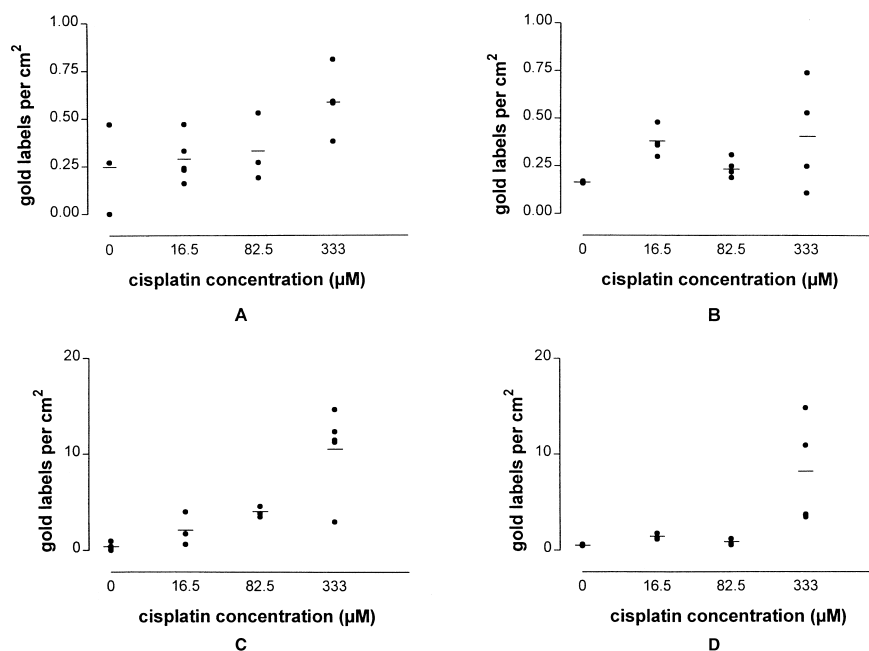 1.00
0.75
0.50
0.25
0.00
gold labels per cm²
0 16.5 82.5 333
cisplatin concentration (µM)
A
1.00
0.75
0.50
0.25
0.00
gold labels per cm²
0 16.5 82.5 333
cisplatin concentration (µM)
B
20
10
0
gold labels per cm²
0 16.5 82.5 333
cisplatin concentration (µM)
C
20
10
0
gold labels per cm²
0 16.5 82.5 333
cisplatin concentration (µM)
D